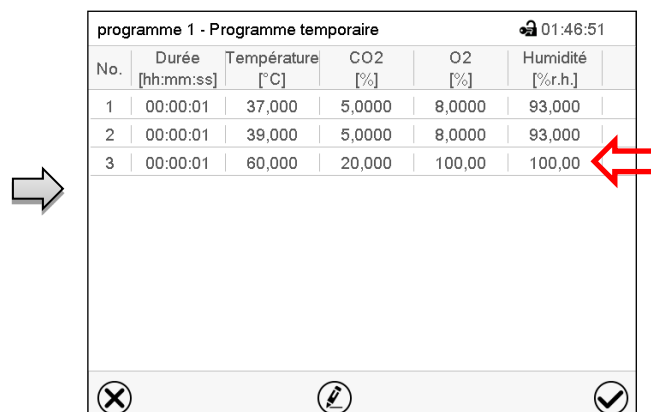 programme 1 - Programme temporaire 01:46:51
No. Durée [hh:mm:ss] Température [°C] CO2 [%] O2 [%] Humidité [%r.h.]
1 00:00:01 37,000 5,0000 8,0000 93,000
2 00:00:01 39,000 5,0000 8,0000 93,000
3 00:00:01 60,000 20,000 100,00 100,00